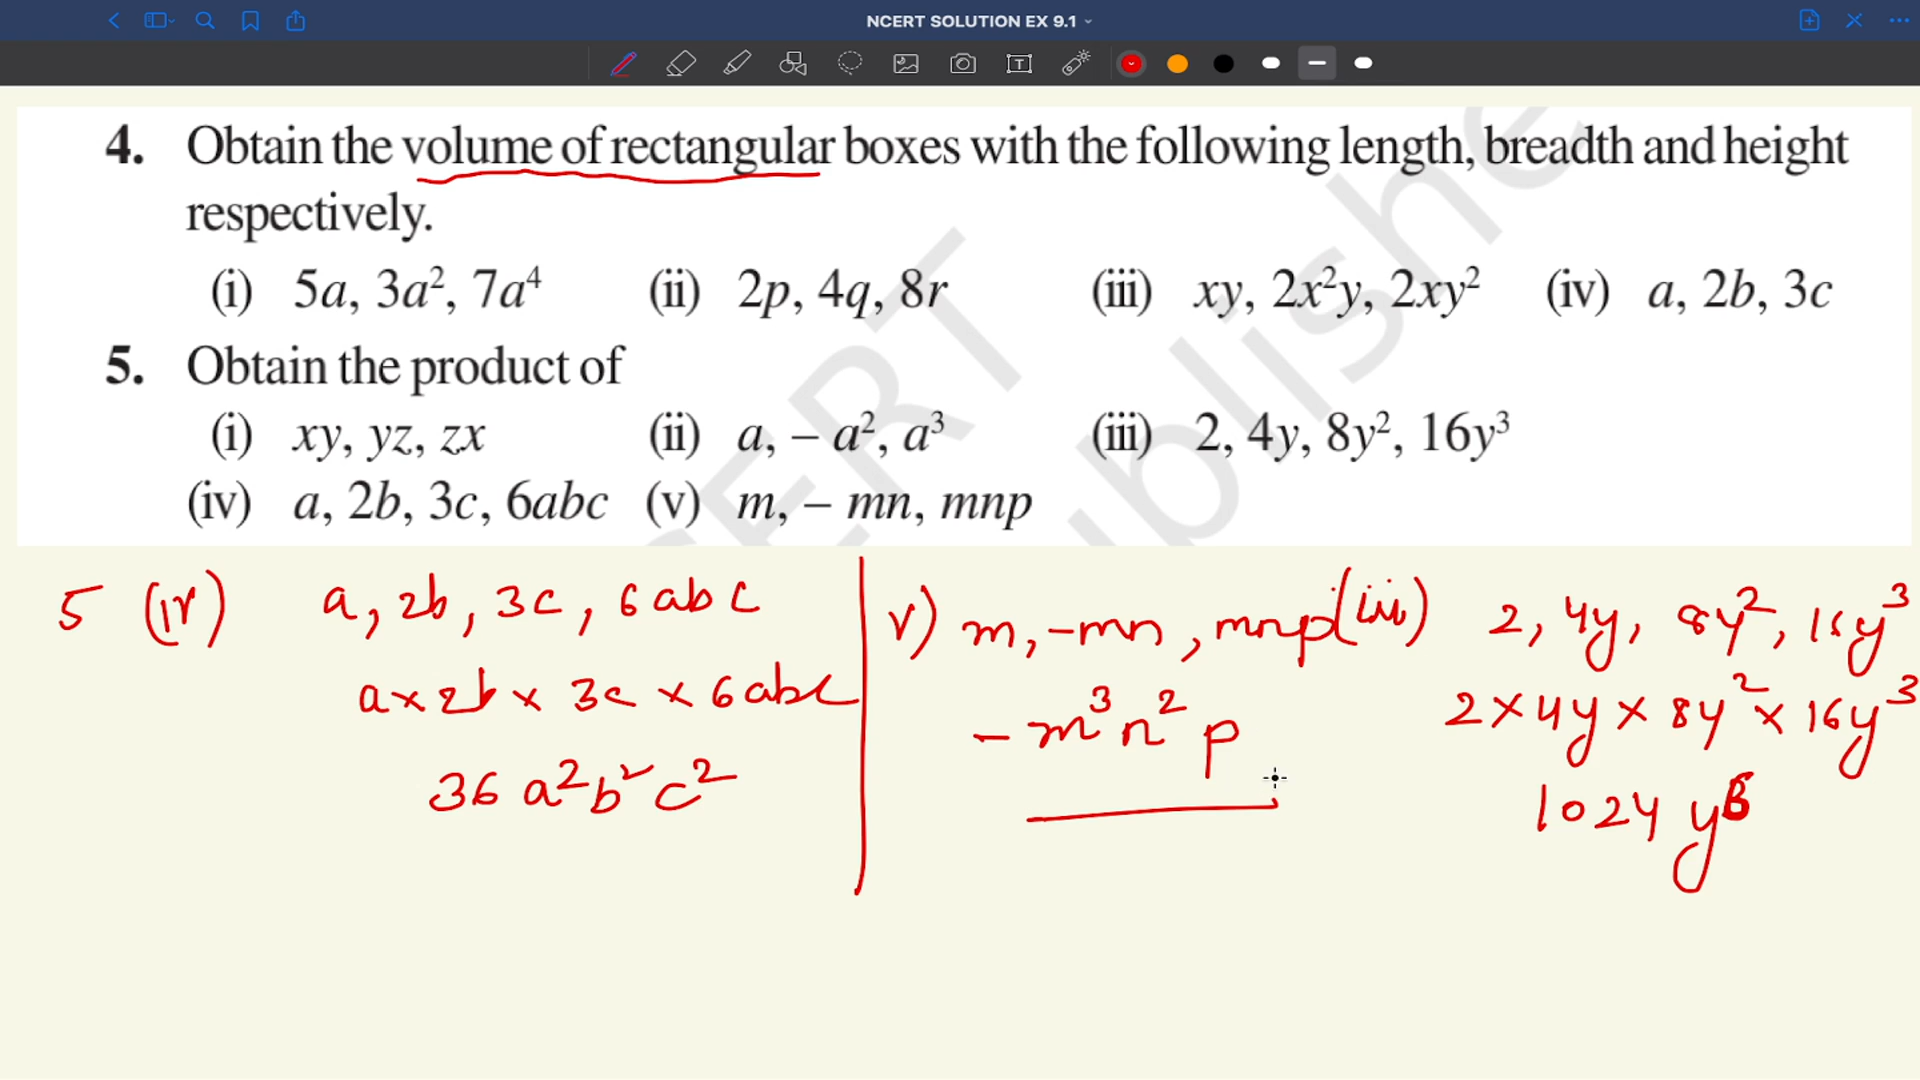 NCERT SOLUTION EX 9.1
4. Obtain the volume of rectangular boxes with the following length, breadth and height
respectively.
(i) 5a, 3a², 7a⁴ (ii) 2p, 4q, 8r (iii) xy, 2x²y, 2xy² (iv) a, 2b, 3c
5. Obtain the product of
(i) xy, yz, zx (ii) a, – a², a³ (iii) 2, 4y, 8y², 16y³
(iv) a, 2b, 3c, 6abc (v) m, – mn, mnp
5 (iv) a, 2b, 3c, 6abc
a × 2b × 3c × 6abc
36 a²b²c²
v) m, -mn, mnp
- m³n²p
(iii) 2, 4y, 8y², 16y³
2 × 4y × 8y² × 16y³
1024 y⁶